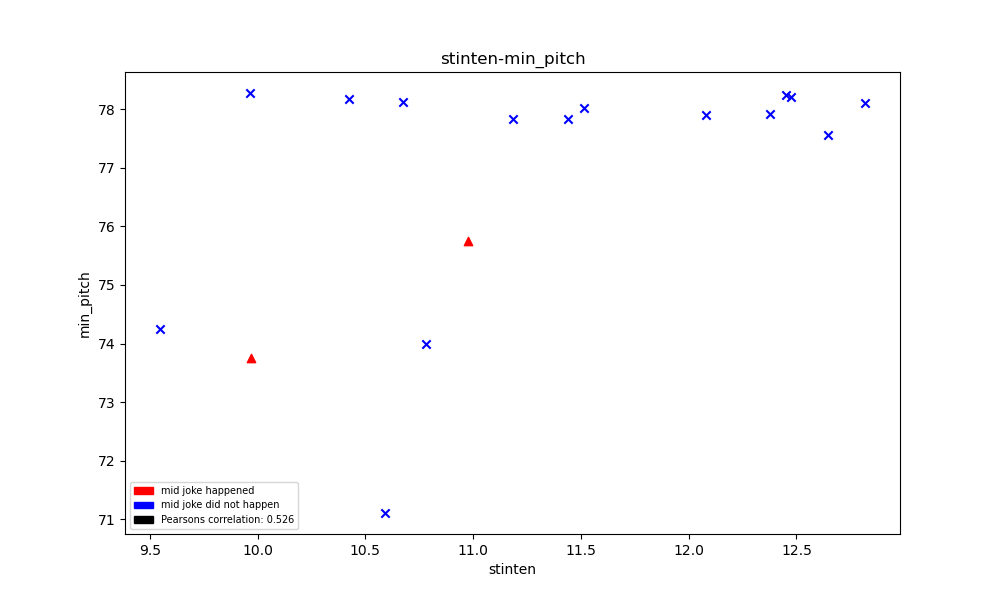 stinten-min_pitch
78
77
76
75
74
73
72
71
min_pitch
mid joke happened
mid joke did not happen
Pearsons correlation: 0.526
9.5 10.0 10.5 11.0 11.5 12.0 12.5
stinten